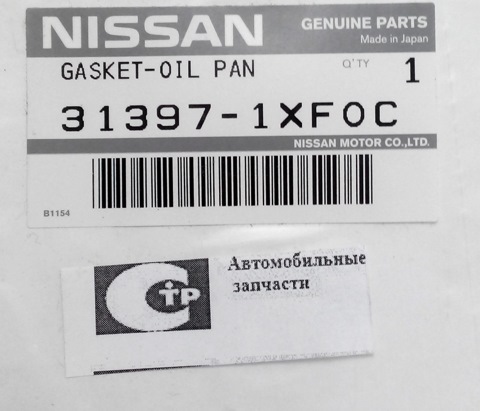 NISSAN
GENUINE PARTS
Made in Japan
GASKET-OIL PAN
Q'TY 1
31397-1XF0C
NISSAN MOTOR CO.,LTD.
B1154
СТР
Автомобильные
запчасти